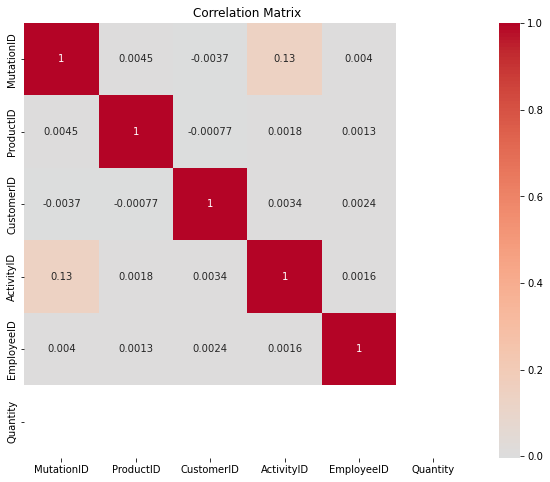 Correlation Matrix
MutationID 1 0.0045 -0.0037 0.13 0.004
ProductID 0.0045 1 -0.00077 0.0018 0.0013
CustomerID -0.0037 -0.00077 1 0.0034 0.0024
ActivityID 0.13 0.0018 0.0034 1 0.0016
EmployeeID 0.004 0.0013 0.0024 0.0016 1
Quantity
MutationID ProductID CustomerID ActivityID EmployeeID Quantity
1.0
0.8
0.6
0.4
0.2
0.0